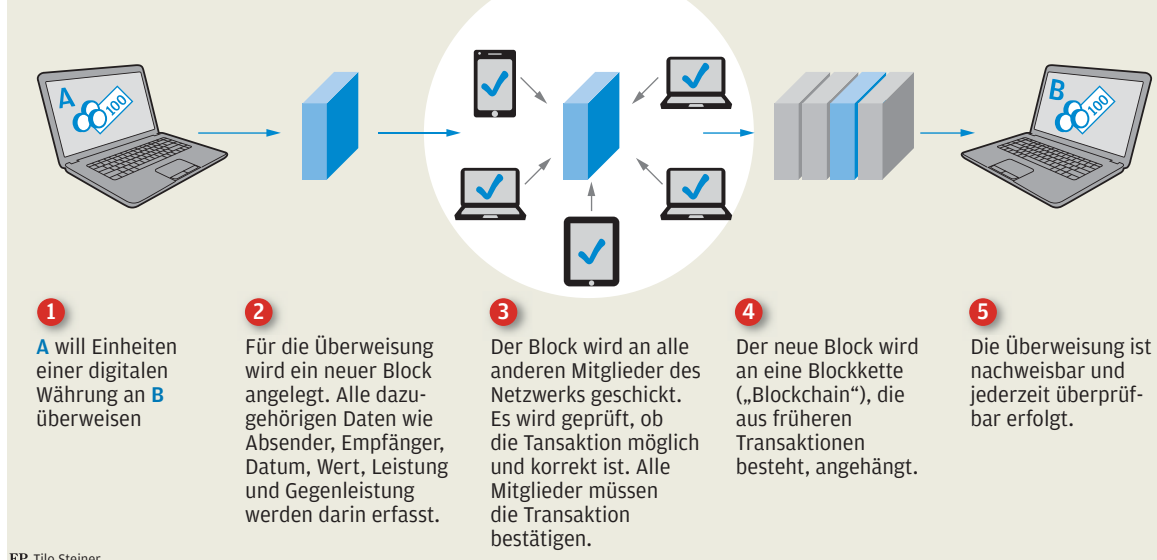 A
100
B
100
1
A will Einheiten
einer digitalen
Währung an B
überweisen
2
Für die Überweisung
wird ein neuer Block
angelegt. Alle dazu-
gehörigen Daten wie
Absender, Empfänger,
Datum, Wert, Leistung
und Gegenleistung
werden darin erfasst.
3
Der Block wird an alle
anderen Mitglieder des
Netzwerks geschickt.
Es wird geprüft, ob
die Tansaktion möglich
und korrekt ist. Alle
Mitglieder müssen
die Transaktion
bestätigen.
4
Der neue Block wird
an eine Blockkette
(„Blockchain“), die
aus früheren
Transaktionen
besteht, angehängt.
5
Die Überweisung ist
nachweisbar und
jederzeit überprüf-
bar erfolgt.
Tilo Steiner